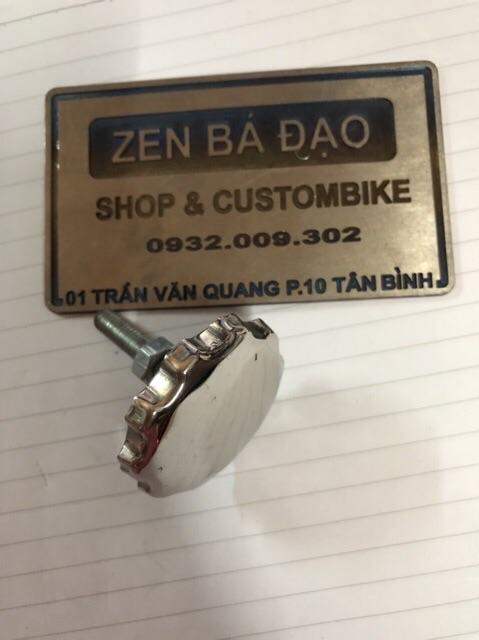 ZEN BÁ ĐẠO
SHOP & CUSTOMBIKE
0932.009.302
01 TRẦN VĂN QUANG P.10 TÂN BÌNH